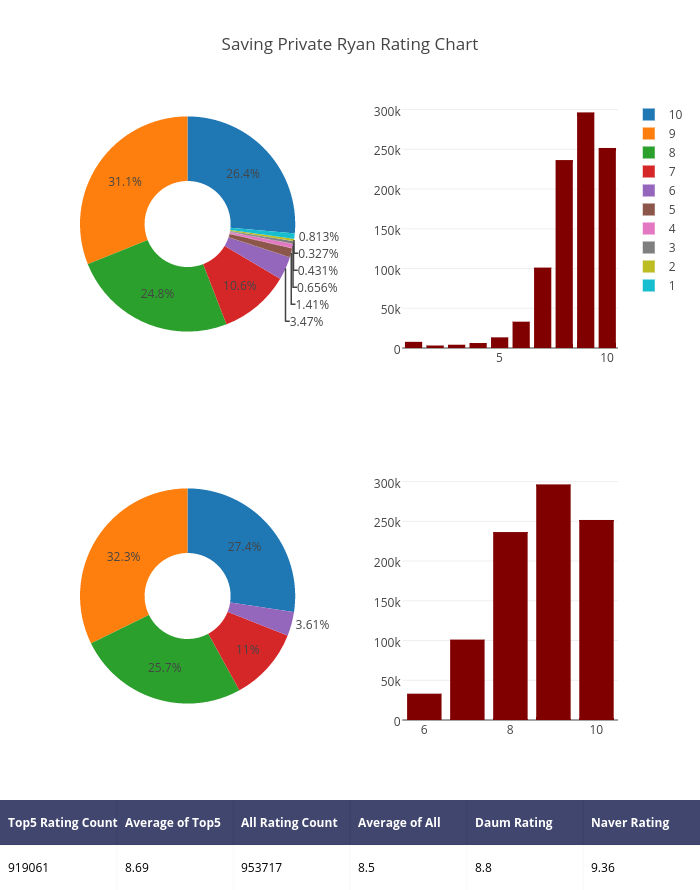 Saving Private Ryan Rating Chart
31.1%
26.4%
24.8%
10.6%
0.813%
0.327%
0.431%
0.656%
1.41%
3.47%
300k
250k
200k
150k
100k
50k
0
5
10
10
9
8
7
6
5
4
3
2
1
32.3%
27.4%
25.7%
11%
3.61%
300k
250k
200k
150k
100k
50k
0
6
8
10
Top5 Rating Count Average of Top5 All Rating Count Average of All Daum Rating Naver Rating
919061 8.69 953717 8.5 8.8 9.36